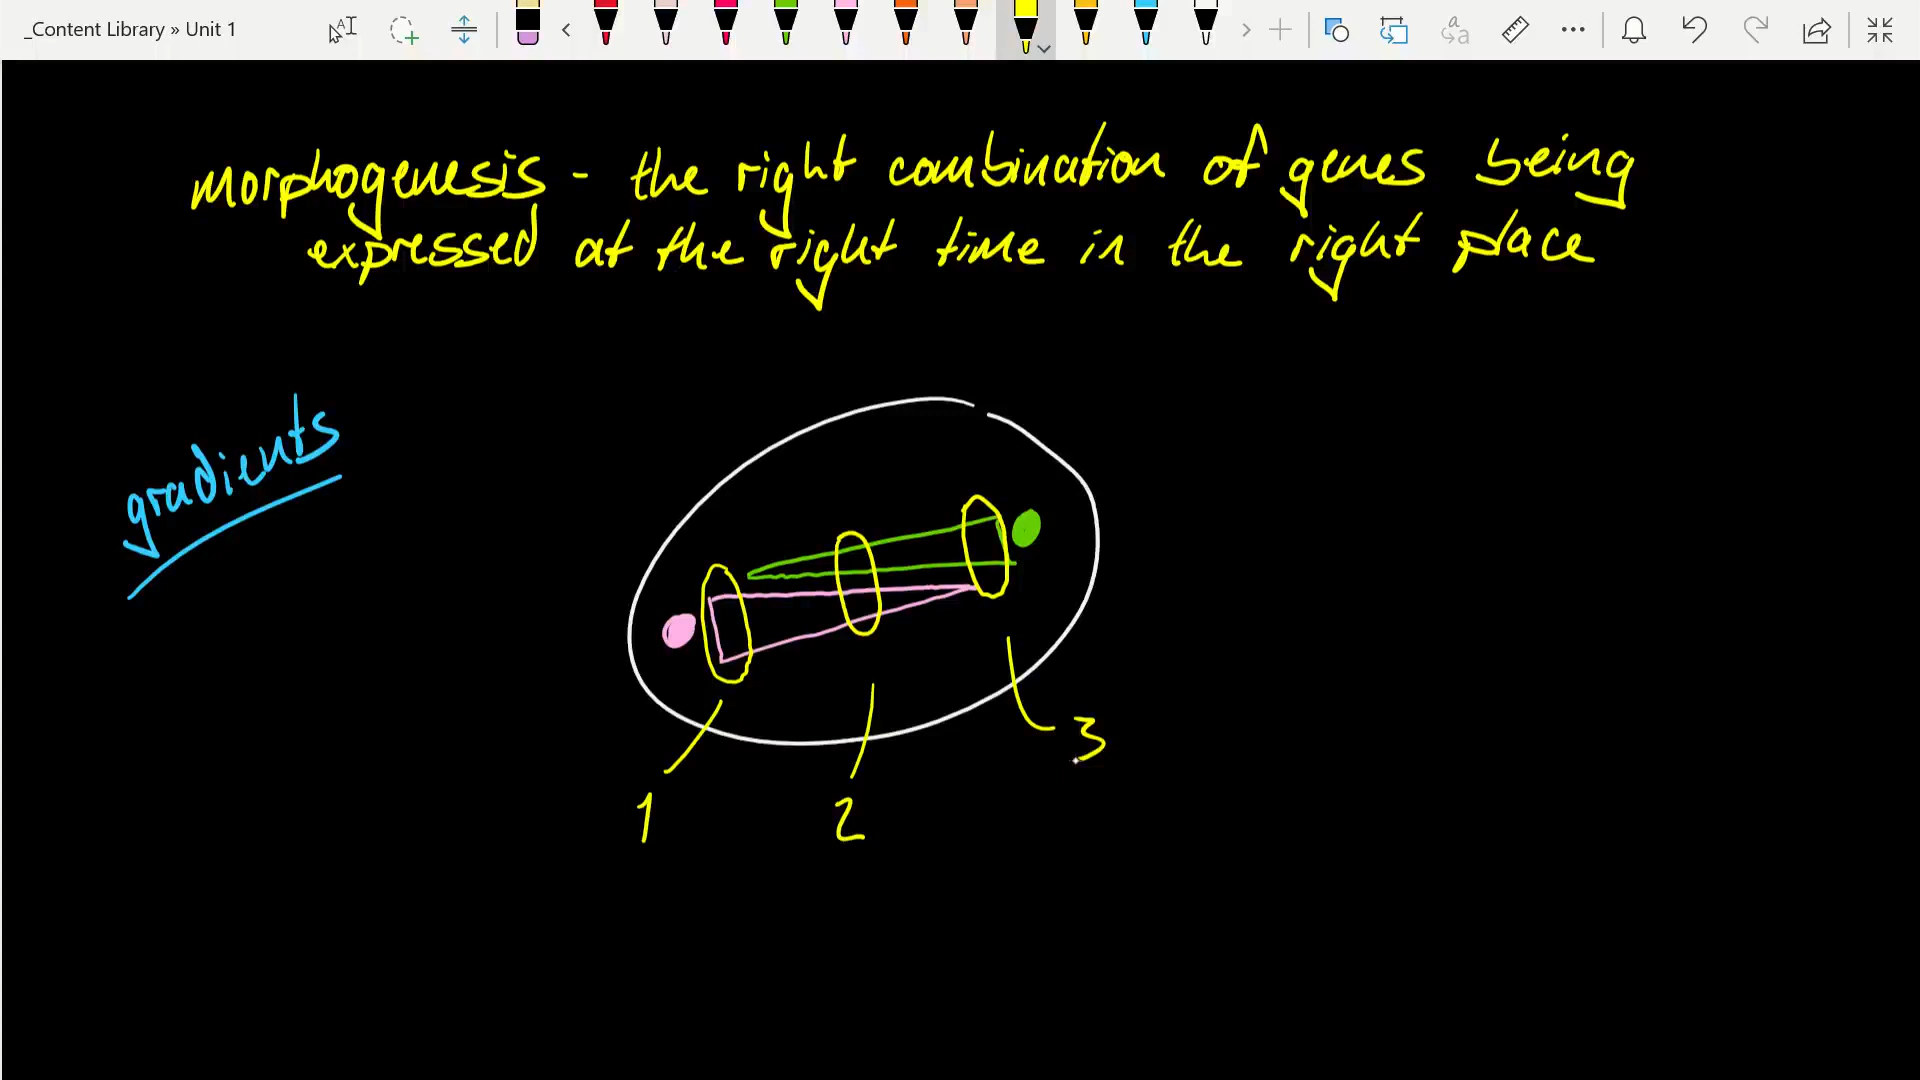 _Content Library » Unit 1
morphogenesis - the right combination of genes being
expressed at the right time in the right place
gradients
3
1
2